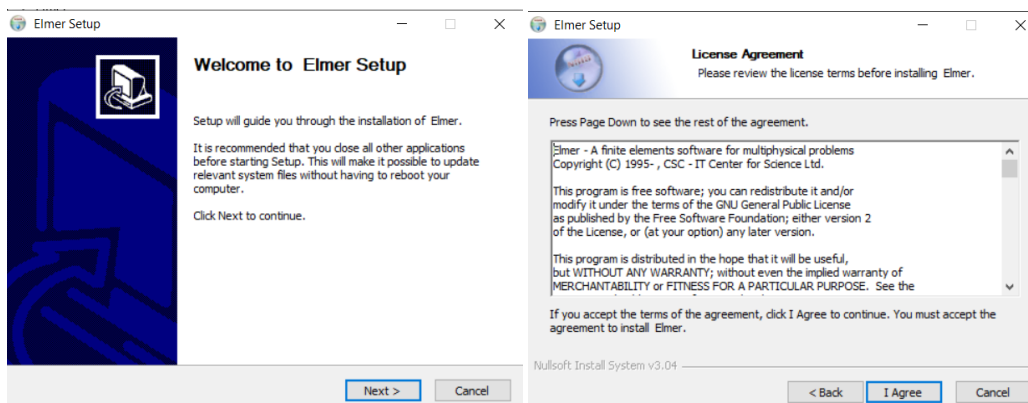 Elmer Setup
Welcome to Elmer Setup
Setup will guide you through the installation of Elmer.
It is recommended that you close all other applications
before starting Setup. This will make it possible to update
relevant system files without having to reboot your
computer.
Click Next to continue.
Next >
Cancel
Elmer Setup
License Agreement
Please review the license terms before installing Elmer.
Press Page Down to see the rest of the agreement.
Elmer - A finite elements software for multiphysical problems
Copyright (C) 1995- , CSC - IT Center for Science Ltd.
This program is free software; you can redistribute it and/or
modify it under the terms of the GNU General Public License
as published by the Free Software Foundation; either version 2
of the License, or (at your option) any later version.
This program is distributed in the hope that it will be useful,
but WITHOUT ANY WARRANTY; without even the implied warranty of
MERCHANTABILITY or FITNESS FOR A PARTICULAR PURPOSE. See the
If you accept the terms of the agreement, click I Agree to continue. You must accept the
agreement to install Elmer.
Nullsoft Install System v3.04
< Back
I Agree
Cancel